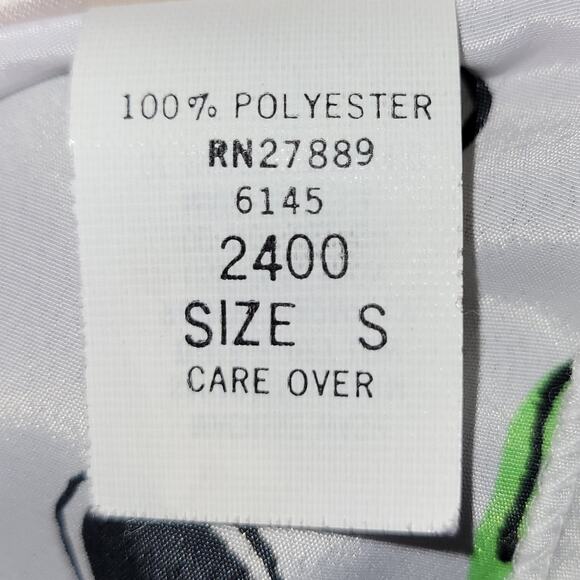 100% POLYESTER
RN27889
6145
2400
SIZE S
CARE OVER